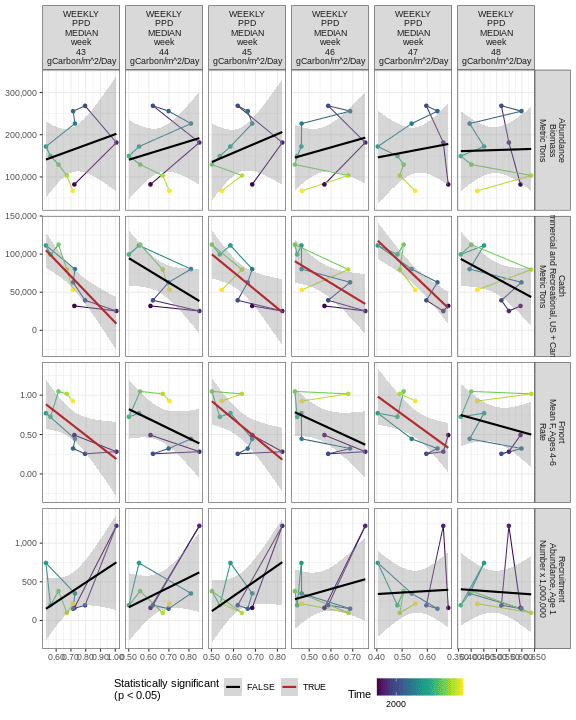 WEEKLY
PPD
MEDIAN
week
43
gCarbon/m^2/Day
WEEKLY
PPD
MEDIAN
week
44
gCarbon/m^2/Day
WEEKLY
PPD
MEDIAN
week
45
gCarbon/m^2/Day
WEEKLY
PPD
MEDIAN
week
46
gCarbon/m^2/Day
WEEKLY
PPD
MEDIAN
week
47
gCarbon/m^2/Day
WEEKLY
PPD
MEDIAN
week
48
gCarbon/m^2/Day
300,000
200,000
100,000
Abundance
Biomass
Metric Tons
150,000
100,000
50,000
0
Catch
mmercial and Recreational, US + Can
Metric Tons
1.00
0.50
0.00
Fmort
Mean F, Ages 4-6
Rate
1,000
500
0
Recruitment
Abundance, Age 1
Number x 1,000,000
0.60 0.70 0.80 0.90 1.00
0.50 0.60 0.70 0.80
0.50 0.60 0.70 0.80
0.50 0.60 0.70
0.40 0.50 0.60
0.35 0.40 0.45 0.50 0.55 0.60 0.65
Statistically significant
(p < 0.05)
FALSE
TRUE
Time
2000